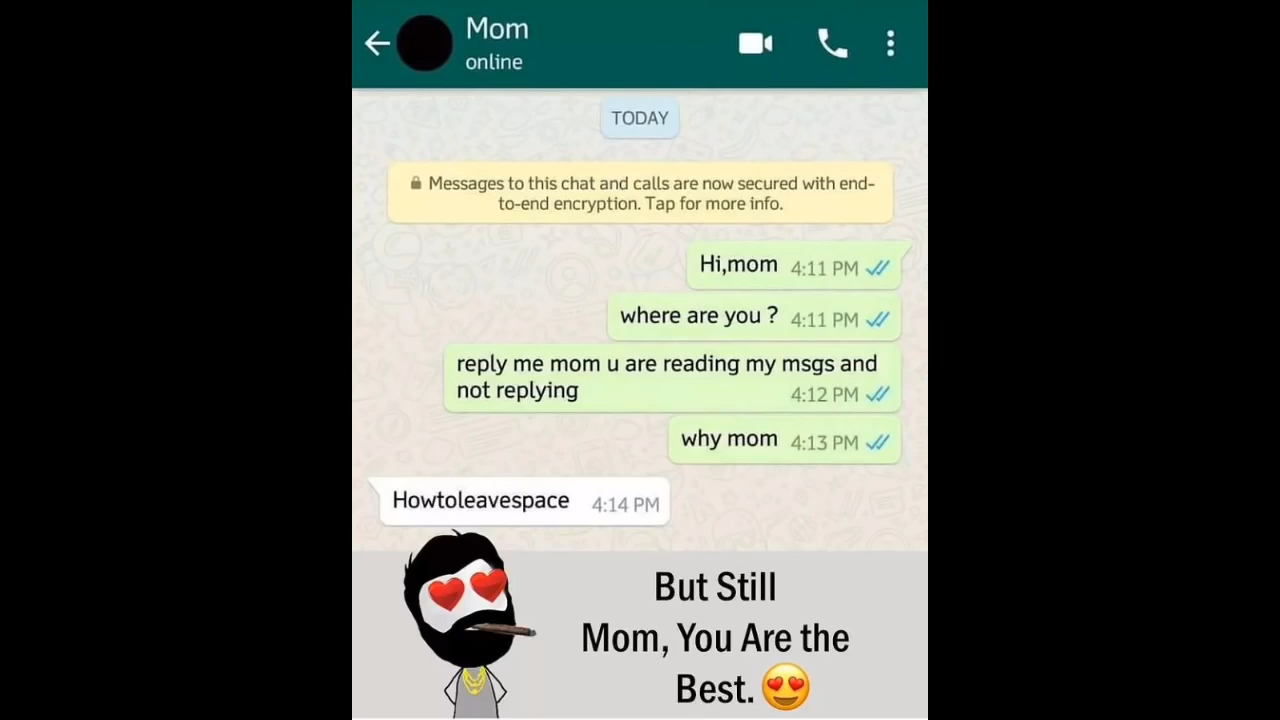 Mom
online
TODAY
Messages to this chat and calls are now secured with end-
to-end encryption. Tap for more info.
Hi,mom 4:11 PM
where are you ? 4:11 PM
reply me mom u are reading my msgs and
not replying 4:12 PM
why mom 4:13 PM
Howtoleavespace 4:14 PM
But Still
Mom, You Are the
Best.😍